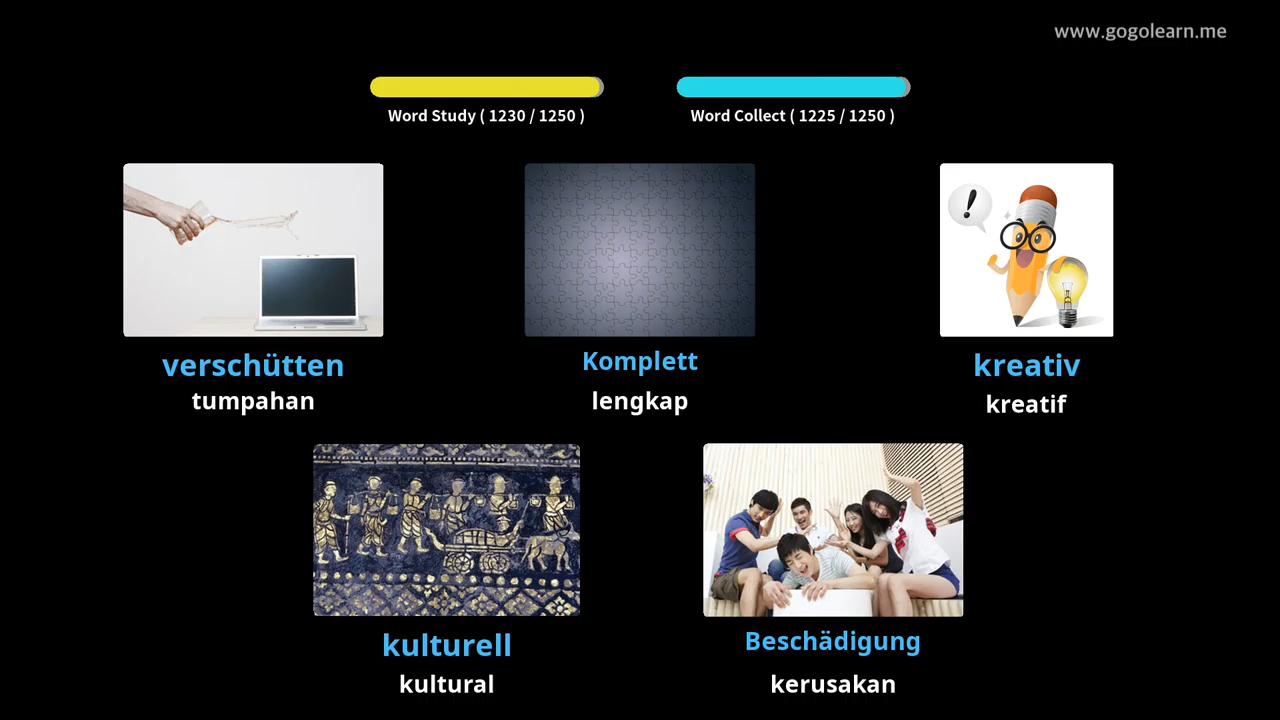 www.gogolearn.me
Word Study ( 1230 / 1250 )
Word Collect ( 1225 / 1250 )
verschütten
tumpahan
Komplett
lengkap
kreativ
kreatif
kulturell
kultural
Beschädigung
kerusakan